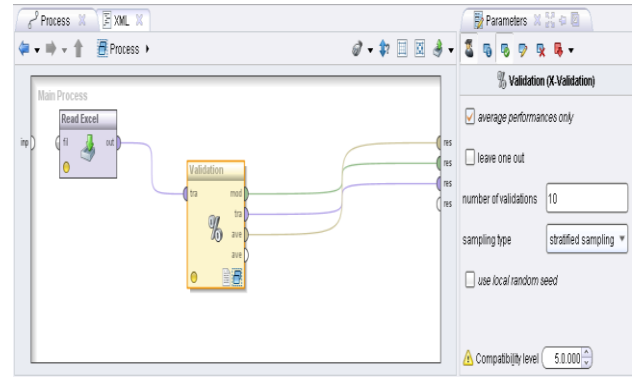 Process
XML
Process
Main Process
Read Excel
inp
fil
out
Validation
tra
mod
tra
ave
ave
res
res
res
res
Parameters
% Validation (X-Validation)
average performances only
leave one out
number of validations 10
sampling type stratified sampling
use local random seed
Compatibility level 5.0.000